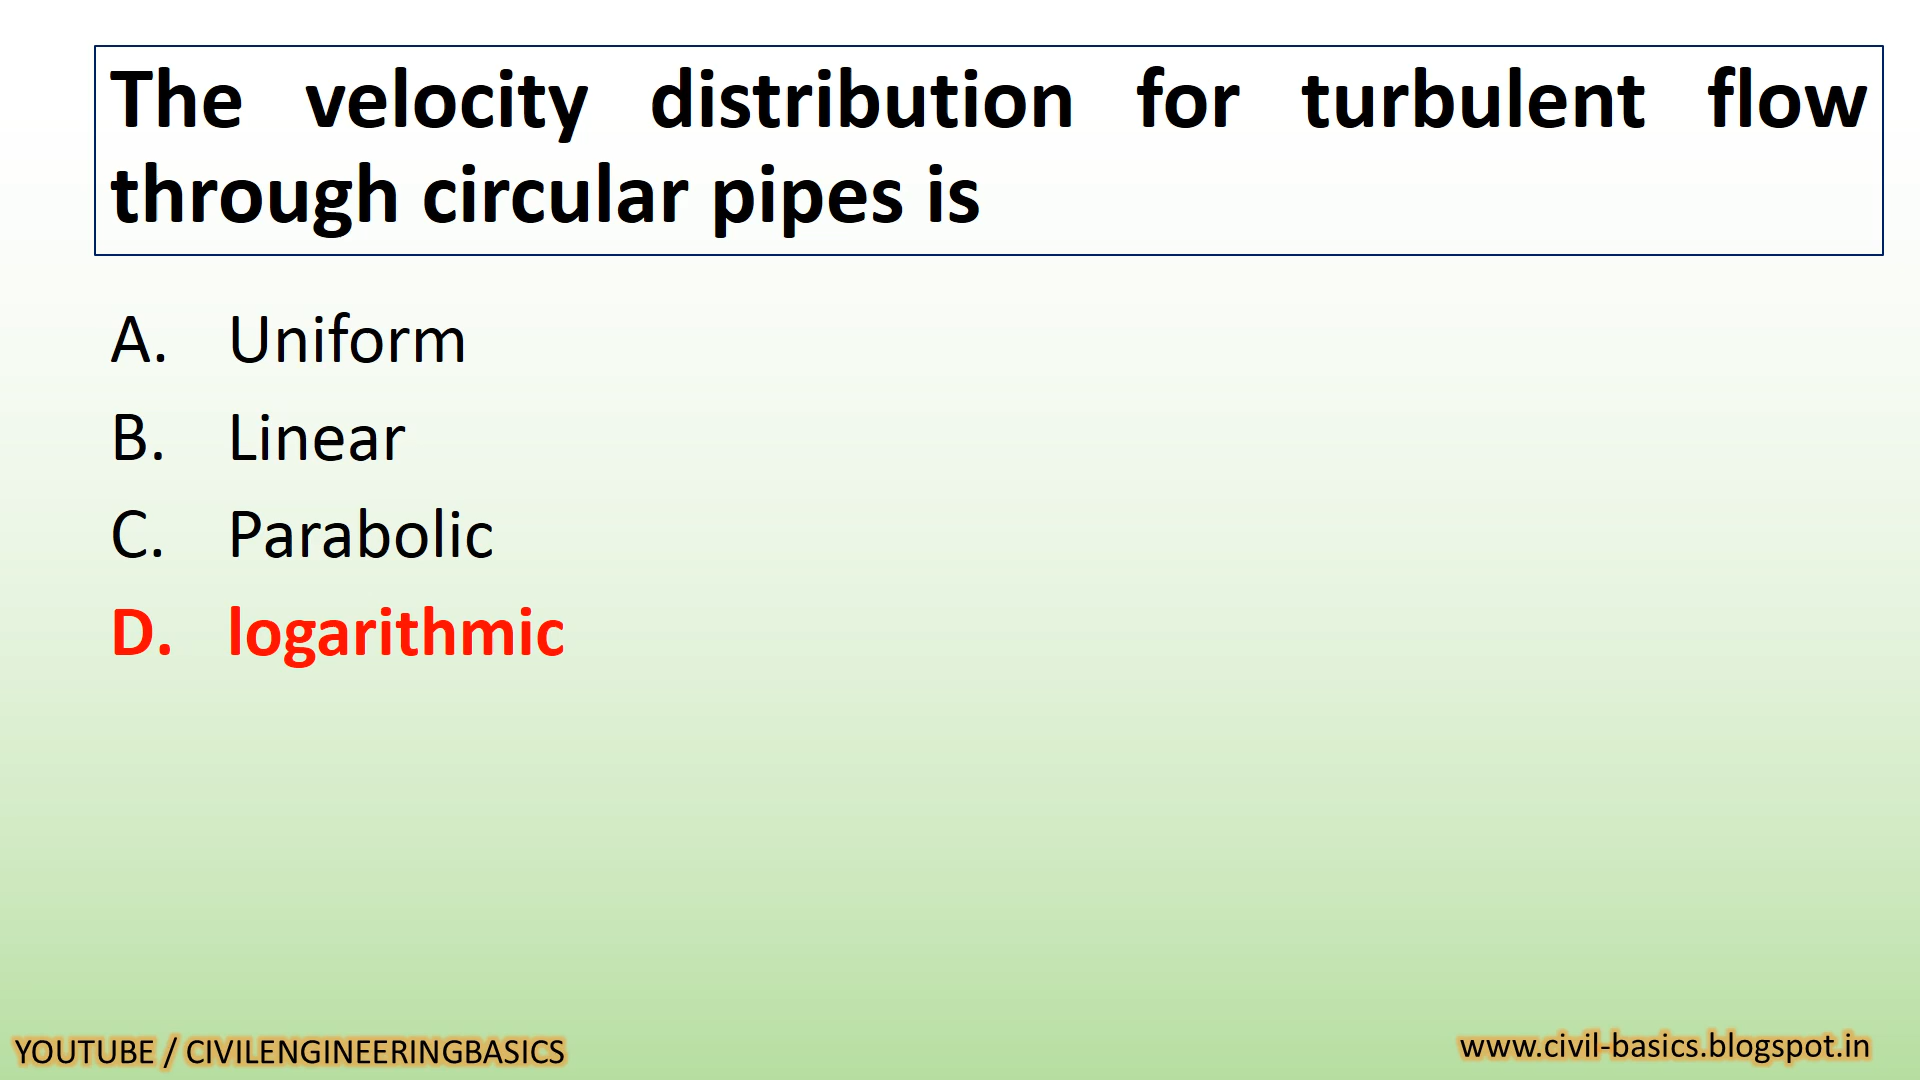 The velocity distribution for turbulent flow
through circular pipes is
A. Uniform
B. Linear
C. Parabolic
D. logarithmic
YOUTUBE / CIVILENGINEERINGBASICS
www.civil-basics.blogspot.in